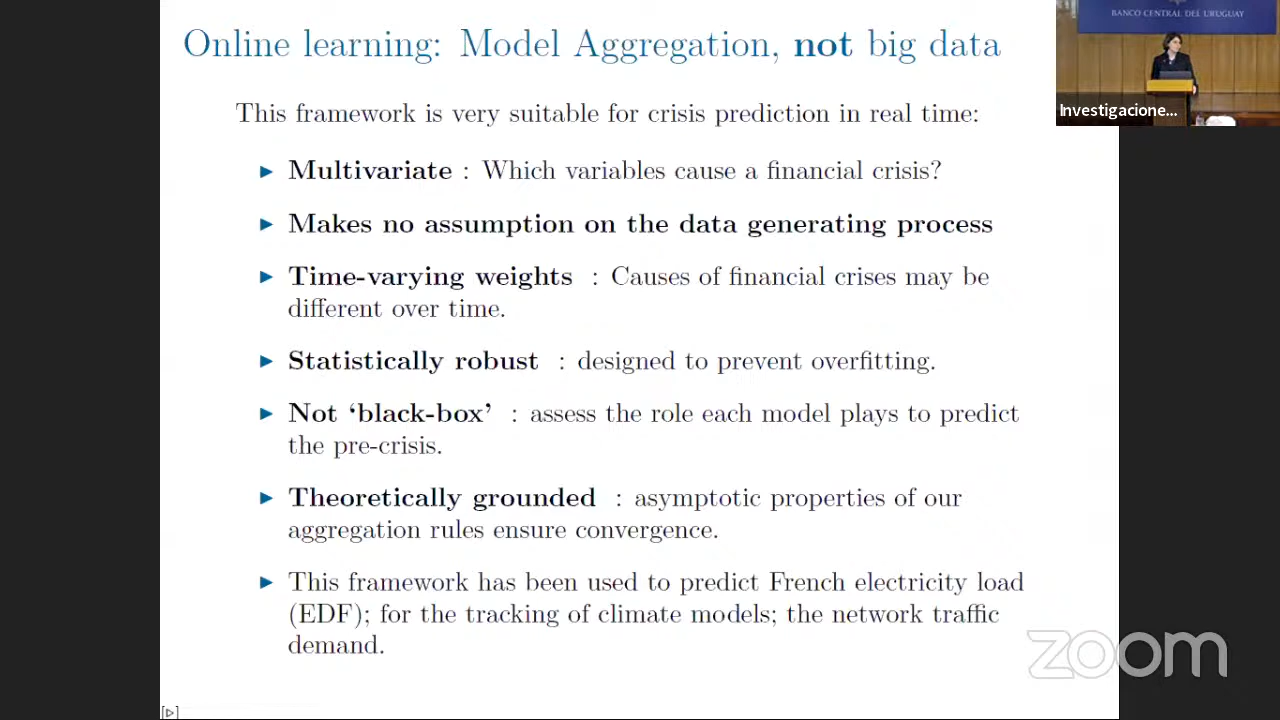 Online learning: Model Aggregation, not big data
This framework is very suitable for crisis prediction in real time:
▶ Multivariate : Which variables cause a financial crisis?
▶ Makes no assumption on the data generating process
▶ Time-varying weights : Causes of financial crises may be
different over time.
▶ Statistically robust : designed to prevent overfitting.
▶ Not ‘black-box’ : assess the role each model plays to predict
the pre-crisis.
▶ Theoretically grounded : asymptotic properties of our
aggregation rules ensure convergence.
▶ This framework has been used to predict French electricity load
(EDF); for the tracking of climate models; the network traffic
demand.
BANCO CENTRAL DEL URUGUAY
Investigacione...
zoom